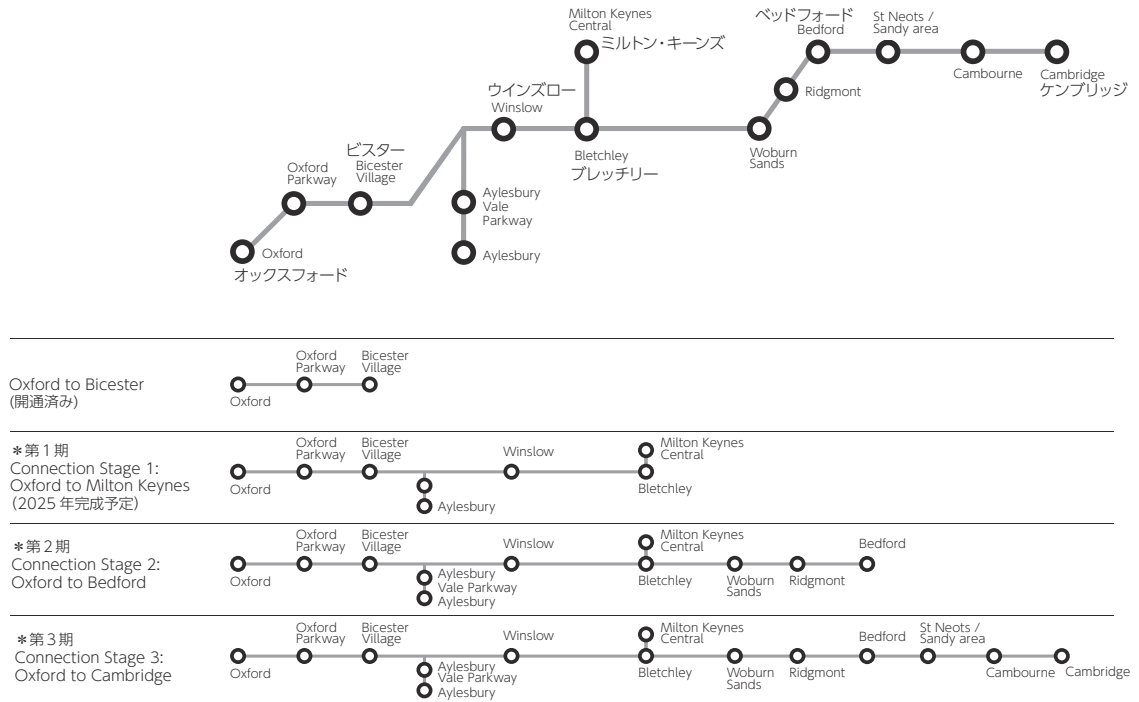 Milton Keynes
Central
ミルトン・キーンズ
ベッドフォード
Bedford
St Neots /
Sandy area
Cambourne
Cambridge
ケンブリッジ
Ridgmont
ウインズロー
Winslow
Bletchley
ブレッチリー
Woburn
Sands
ビスター
Bicester
Village
Oxford
Parkway
Aylesbury
Vale
Parkway
Aylesbury
Oxford
オックスフォード
Oxford to Bicester
(開通済み)
Oxford
Oxford
Parkway
Bicester
Village
＊第1期
Connection Stage 1:
Oxford to Milton Keynes
(2025 年完成予定)
Oxford
Oxford
Parkway
Bicester
Village
Aylesbury
Winslow
Milton Keynes
Central
Bletchley
＊第2期
Connection Stage 2:
Oxford to Bedford
Oxford
Oxford
Parkway
Bicester
Village
Aylesbury
Vale Parkway
Aylesbury
Winslow
Milton Keynes
Central
Bletchley
Woburn
Sands
Ridgmont
Bedford
＊第3期
Connection Stage 3:
Oxford to Cambridge
Oxford
Oxford
Parkway
Bicester
Village
Aylesbury
Vale Parkway
Aylesbury
Winslow
Milton Keynes
Central
Bletchley
Woburn
Sands
Ridgmont
Bedford
St Neots /
Sandy area
Cambourne
Cambridge